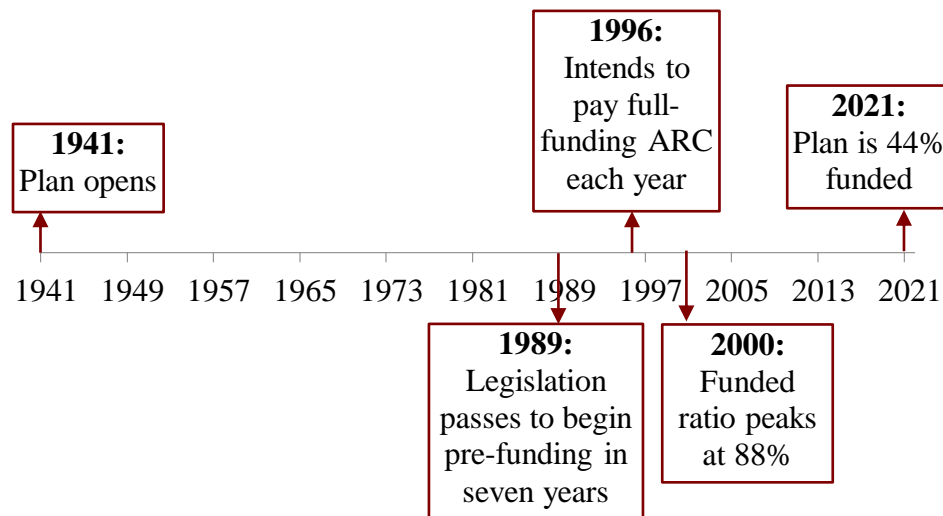 1996:
Intends to
pay full-
funding ARC
each year
2021:
Plan is 44%
funded
1941:
Plan opens
1941 1949 1957 1965 1973 1981 1989 1997 2005 2013 2021
1989:
Legislation
passes to begin
pre-funding in
seven years
2000:
Funded
ratio peaks
at 88%